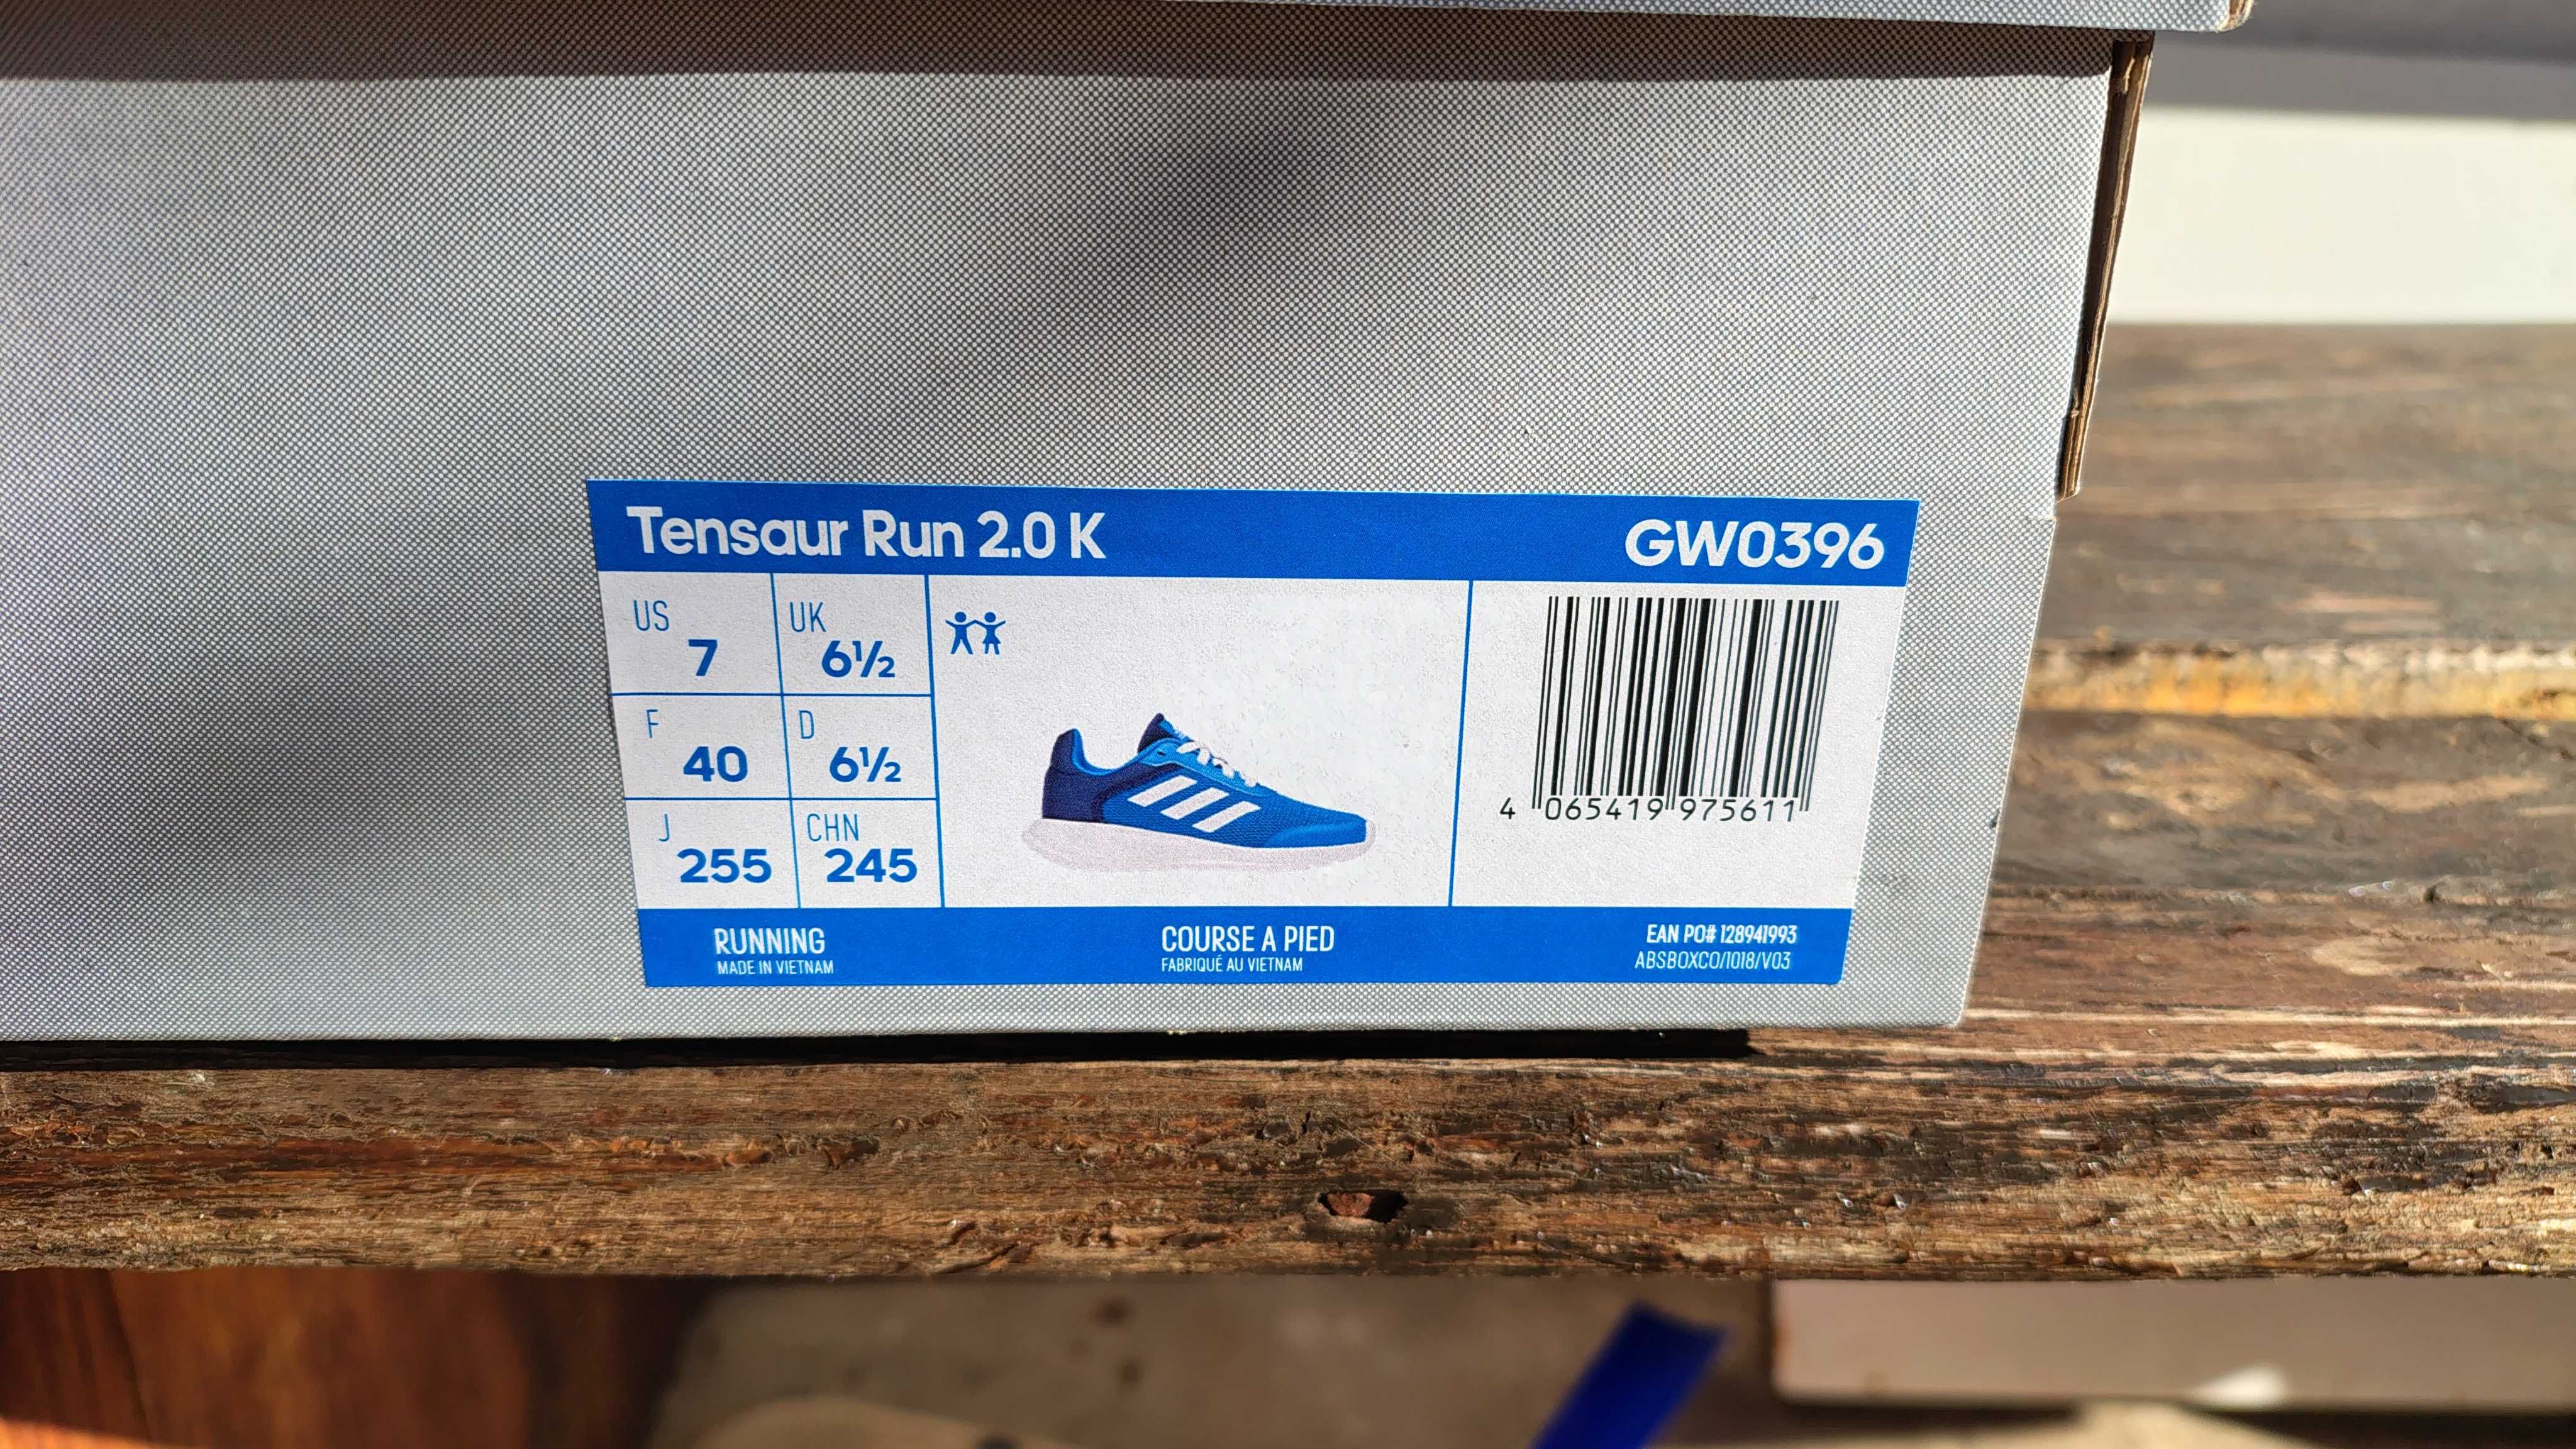 Tensaur Run 2.0 K
GW0396
US
7
UK
6½
F
40
D
6½
J
255
CHN
245
4 065419 975611
RUNNING
MADE IN VIETNAM
COURSE A PIED
FABRIQUÉ AU VIETNAM
EAN PO# 128941993
ABSBOXCO/1018/V03